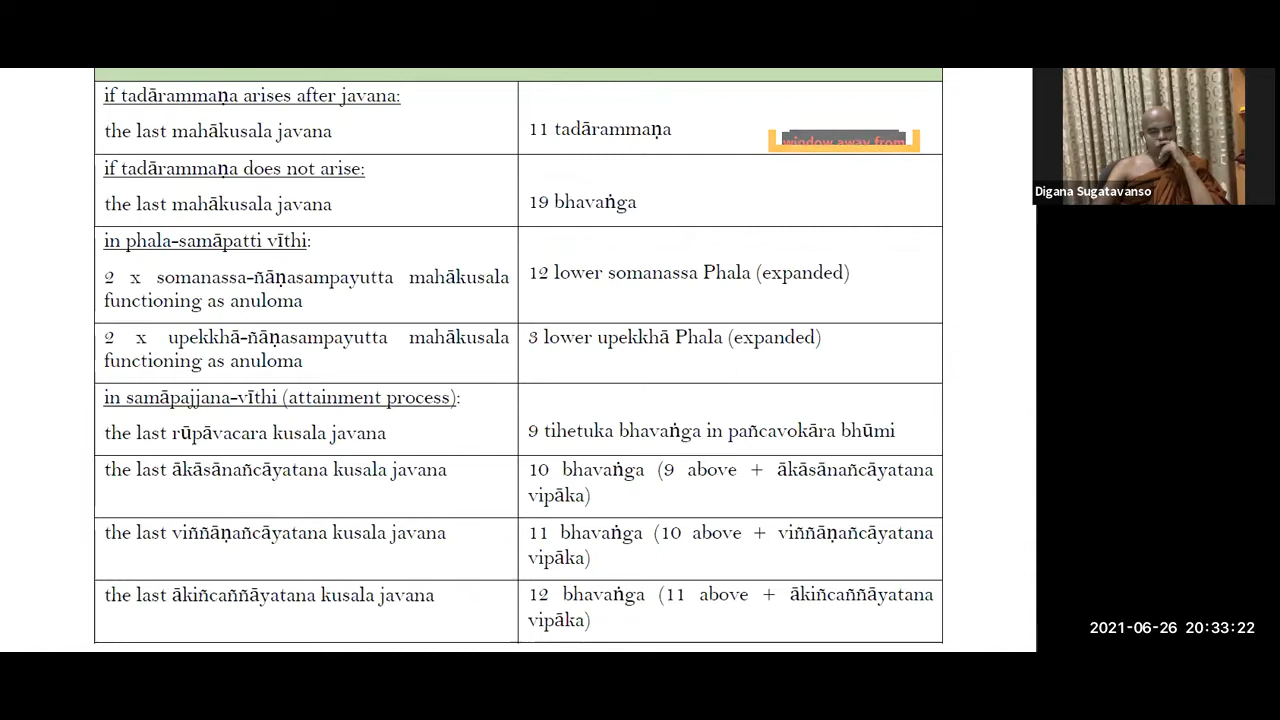 if tadārammaṇa arises after javana:
the last mahākusala javana
11 tadārammaṇa
window away from
if tadārammaṇa does not arise:
the last mahākusala javana
19 bhavaṅga
in phala-samāpatti vīthi:
2 x somanassa-ñāṇasampayutta mahākusala
functioning as anuloma
12 lower somanassa Phala (expanded)
2 x upekkhā-ñāṇasampayutta mahākusala
functioning as anuloma
3 lower upekkhā Phala (expanded)
in samāpajjana-vīthi (attainment process):
the last rūpāvacara kusala javana
9 tihetuka bhavaṅga in pañcavokāra bhūmi
the last ākāsānañcāyatana kusala javana
10 bhavaṅga (9 above + ākāsānañcāyatana
vipāka)
the last viññāṇañcāyatana kusala javana
11 bhavaṅga (10 above + viññāṇañcāyatana
vipāka)
the last ākiñcaññāyatana kusala javana
12 bhavaṅga (11 above + ākiñcaññāyatana
vipāka)
Digana Sugatavanso
2021-06-26 20:33:22